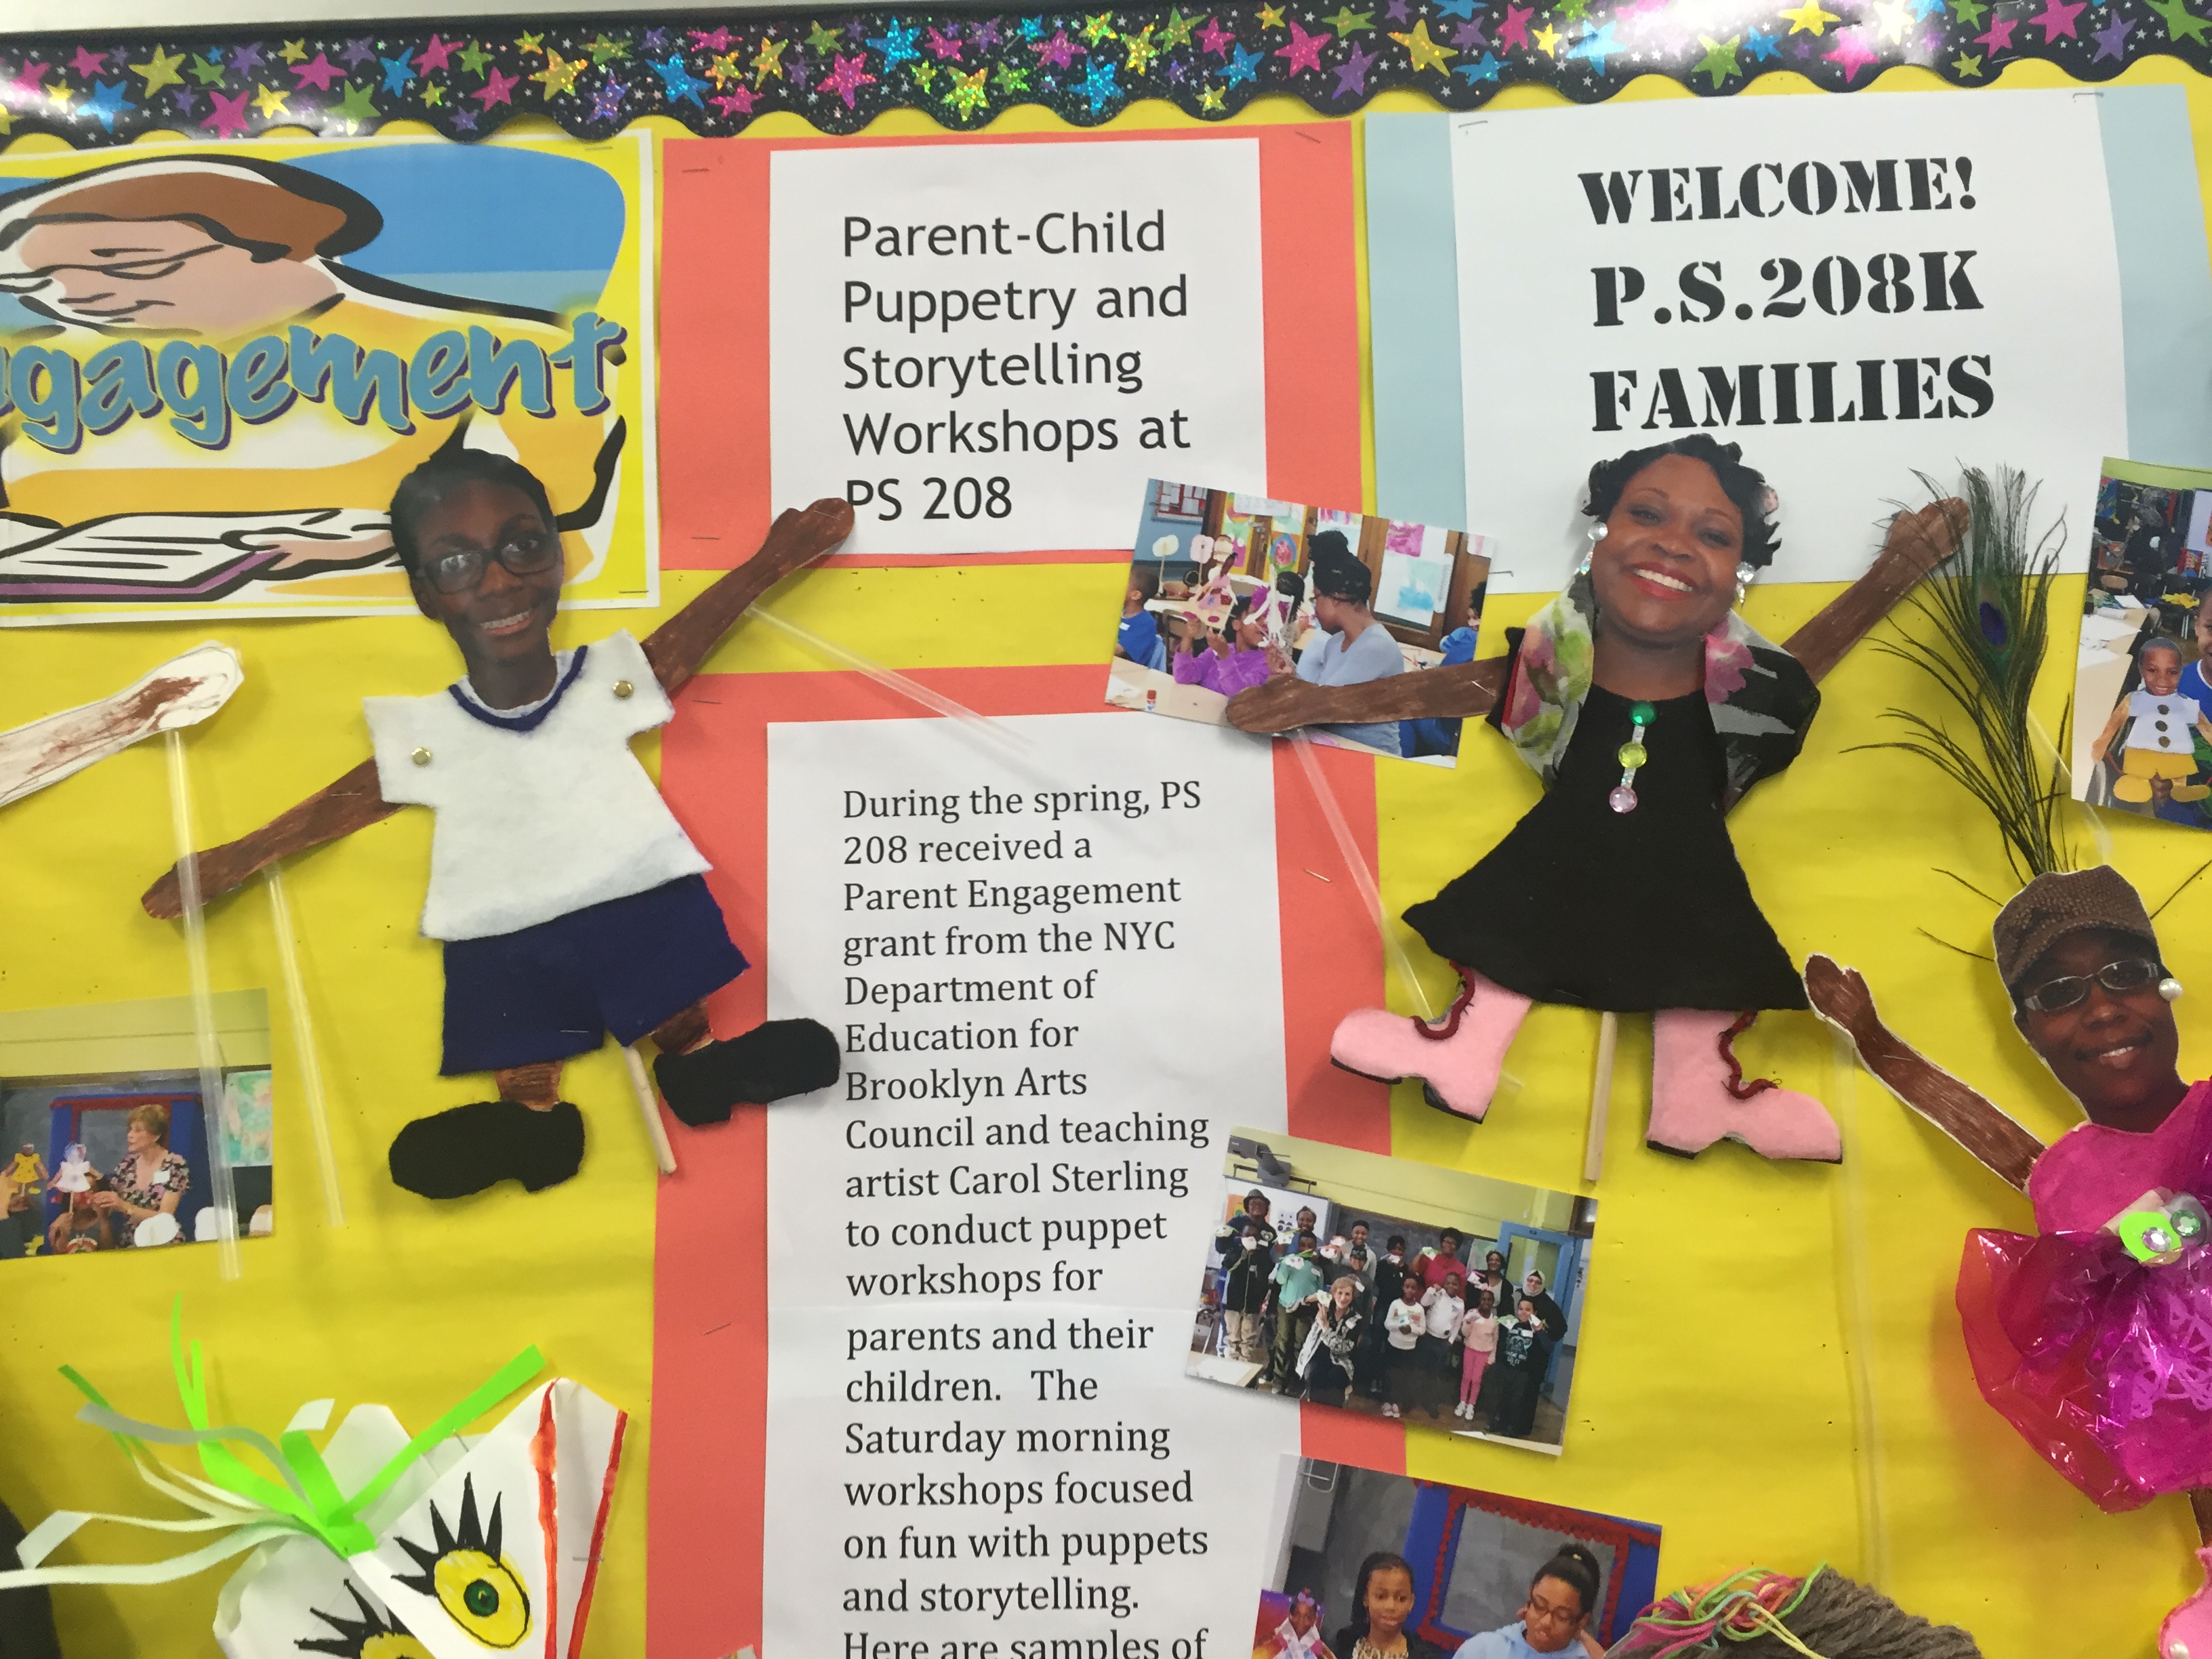 gagement
Parent-Child
Puppetry and
Storytelling
Workshops at
PS 208
WELCOME!
P.S.208K
FAMILIES
During the spring, PS
208 received a
Parent Engagement
grant from the NYC
Department of
Education for
Brooklyn Arts
Council and teaching
artist Carol Sterling
to conduct puppet
workshops for
parents and their
children.   The
Saturday morning
workshops focused
on fun with puppets
and storytelling.
Here are samples of